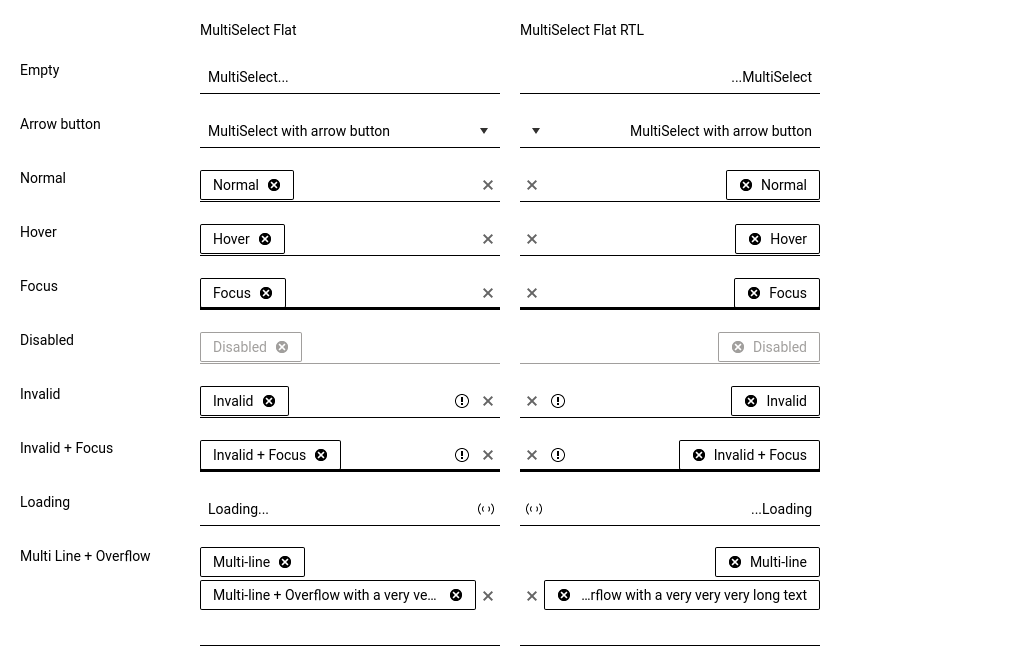 MultiSelect Flat MultiSelect Flat RTL
Empty MultiSelect... ...MultiSelect
Arrow button MultiSelect with arrow button MultiSelect with arrow button
Normal Normal Normal
Hover Hover Hover
Focus Focus Focus
Disabled Disabled Disabled
Invalid Invalid Invalid
Invalid + Focus Invalid + Focus Invalid + Focus
Loading Loading... ...Loading
Multi Line + Overflow Multi-line Multi-line
Multi-line + Overflow with a very ve... ...rflow with a very very very long text